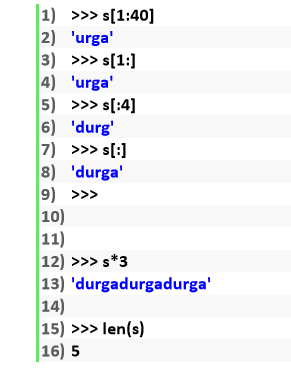 1) >>> s[1:40]
2) 'urga'
3) >>> s[1:]
4) 'urga'
5) >>> s[:4]
6) 'durg'
7) >>> s[:]
8) 'durga'
9) >>>
10)
11)
12) >>> s*3
13) 'durgadurgadurga'
14)
15) >>> len(s)
16) 5